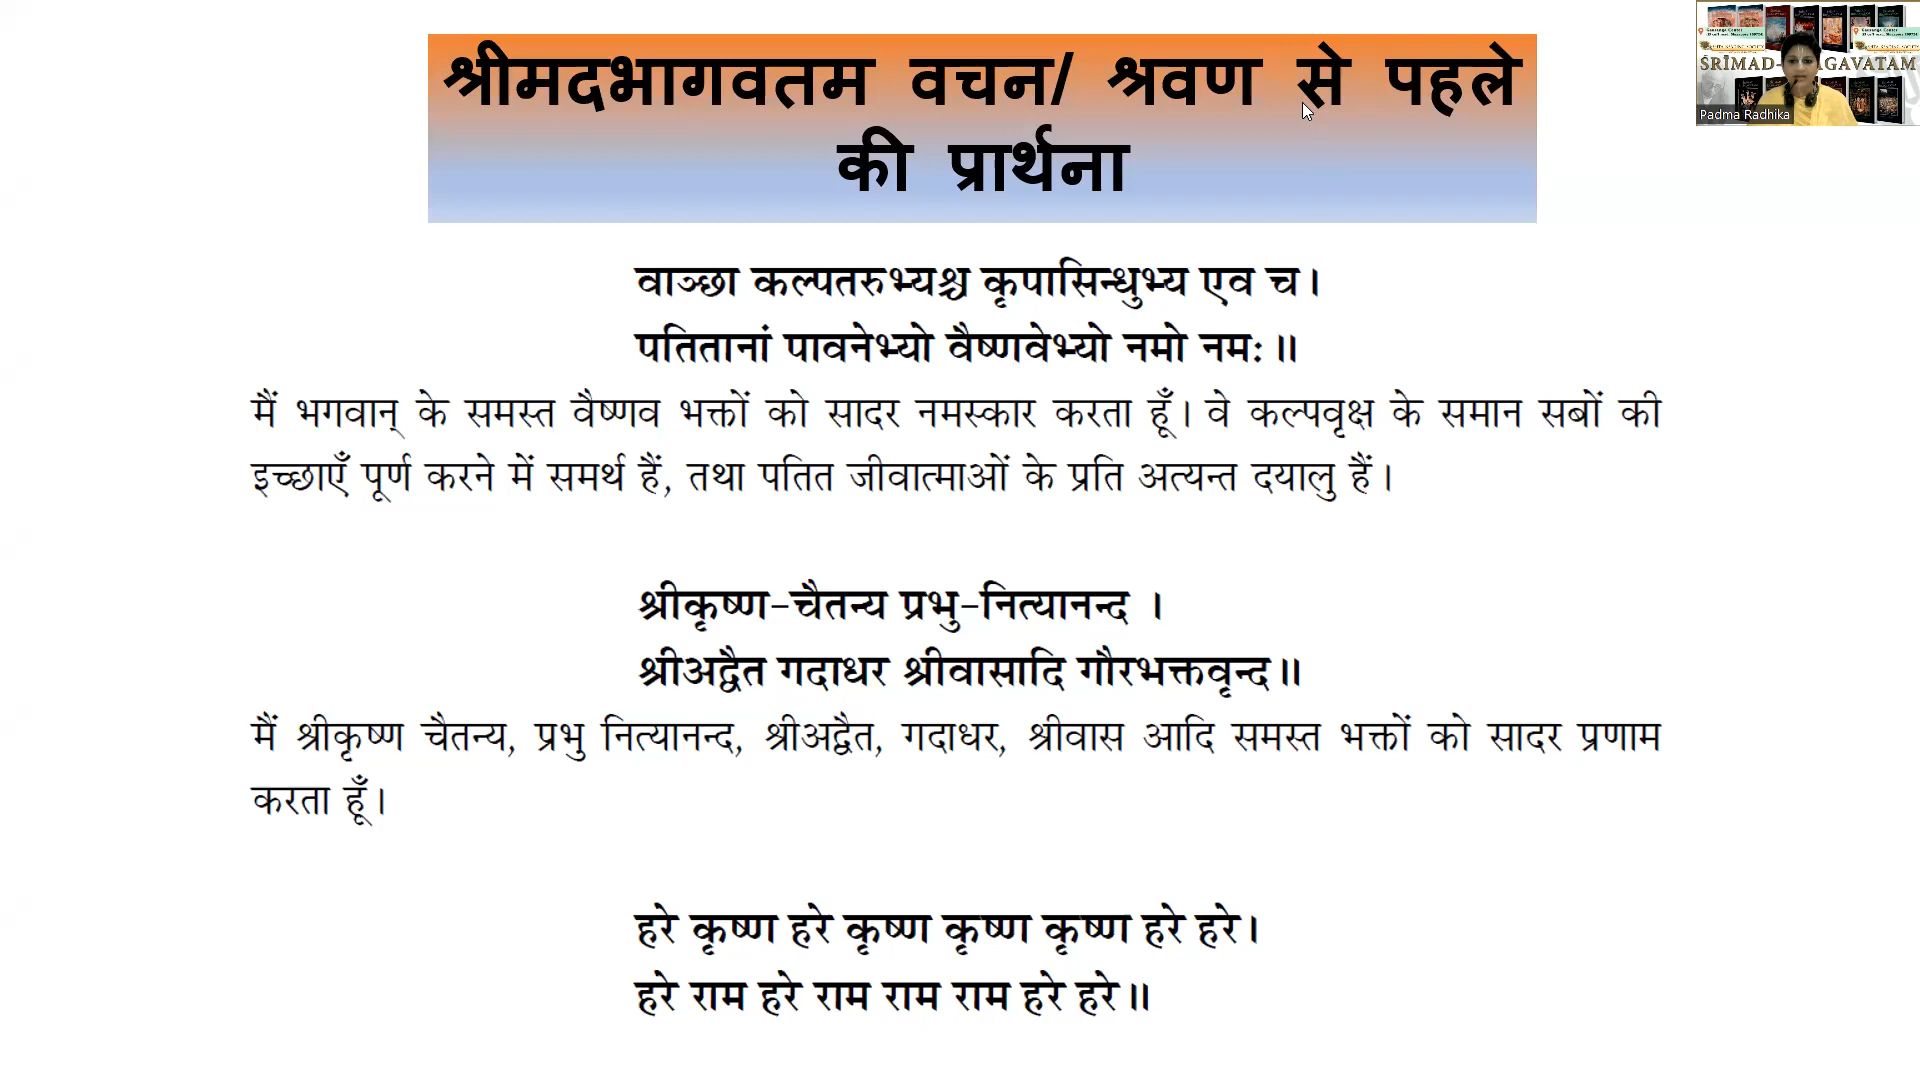 श्रीमदभागवतम वचन/ श्रवण से पहले
की प्रार्थना
वाञ्छा कल्पतरुभ्यश्च कृपासिन्धुभ्य एव च।
पतितानां पावनेभ्यो वैष्णवेभ्यो नमो नमः॥
मैं भगवान् के समस्त वैष्णव भक्तों को सादर नमस्कार करता हूँ। वे कल्पवृक्ष के समान सबों की
इच्छाएँ पूर्ण करने में समर्थ हैं, तथा पतित जीवात्माओं के प्रति अत्यन्त दयालु हैं।
श्रीकृष्ण-चैतन्य प्रभु-नित्यानन्द ।
श्रीअद्वैत गदाधर श्रीवासादि गौरभक्तवृन्द॥
मैं श्रीकृष्ण चैतन्य, प्रभु नित्यानन्द, श्रीअद्वैत, गदाधर, श्रीवास आदि समस्त भक्तों को सादर प्रणाम
करता हूँ।
हरे कृष्ण हरे कृष्ण कृष्ण कृष्ण हरे हरे।
हरे राम हरे राम राम राम हरे हरे॥
ŚRĪMAD- AGAVATAM
Padma Radhika